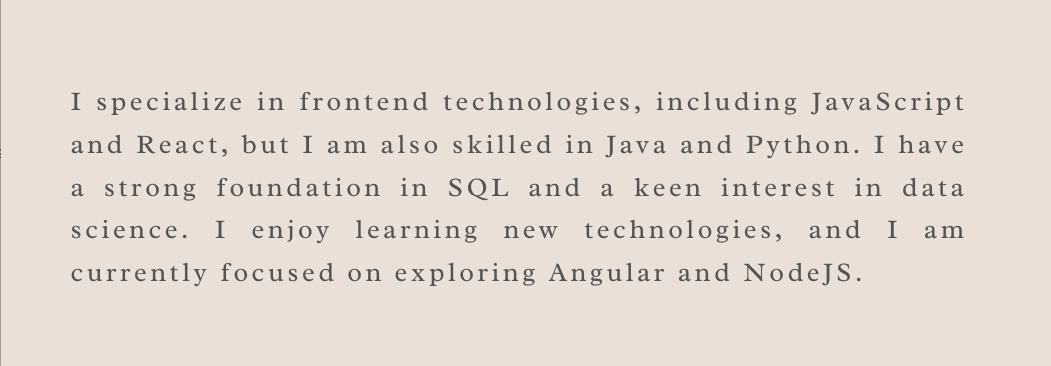 I specialize in frontend technologies, including JavaScript
and React, but I am also skilled in Java and Python. I have
a strong foundation in SQL and a keen interest in data
science. I enjoy learning new technologies, and I am
currently focused on exploring Angular and NodeJS.